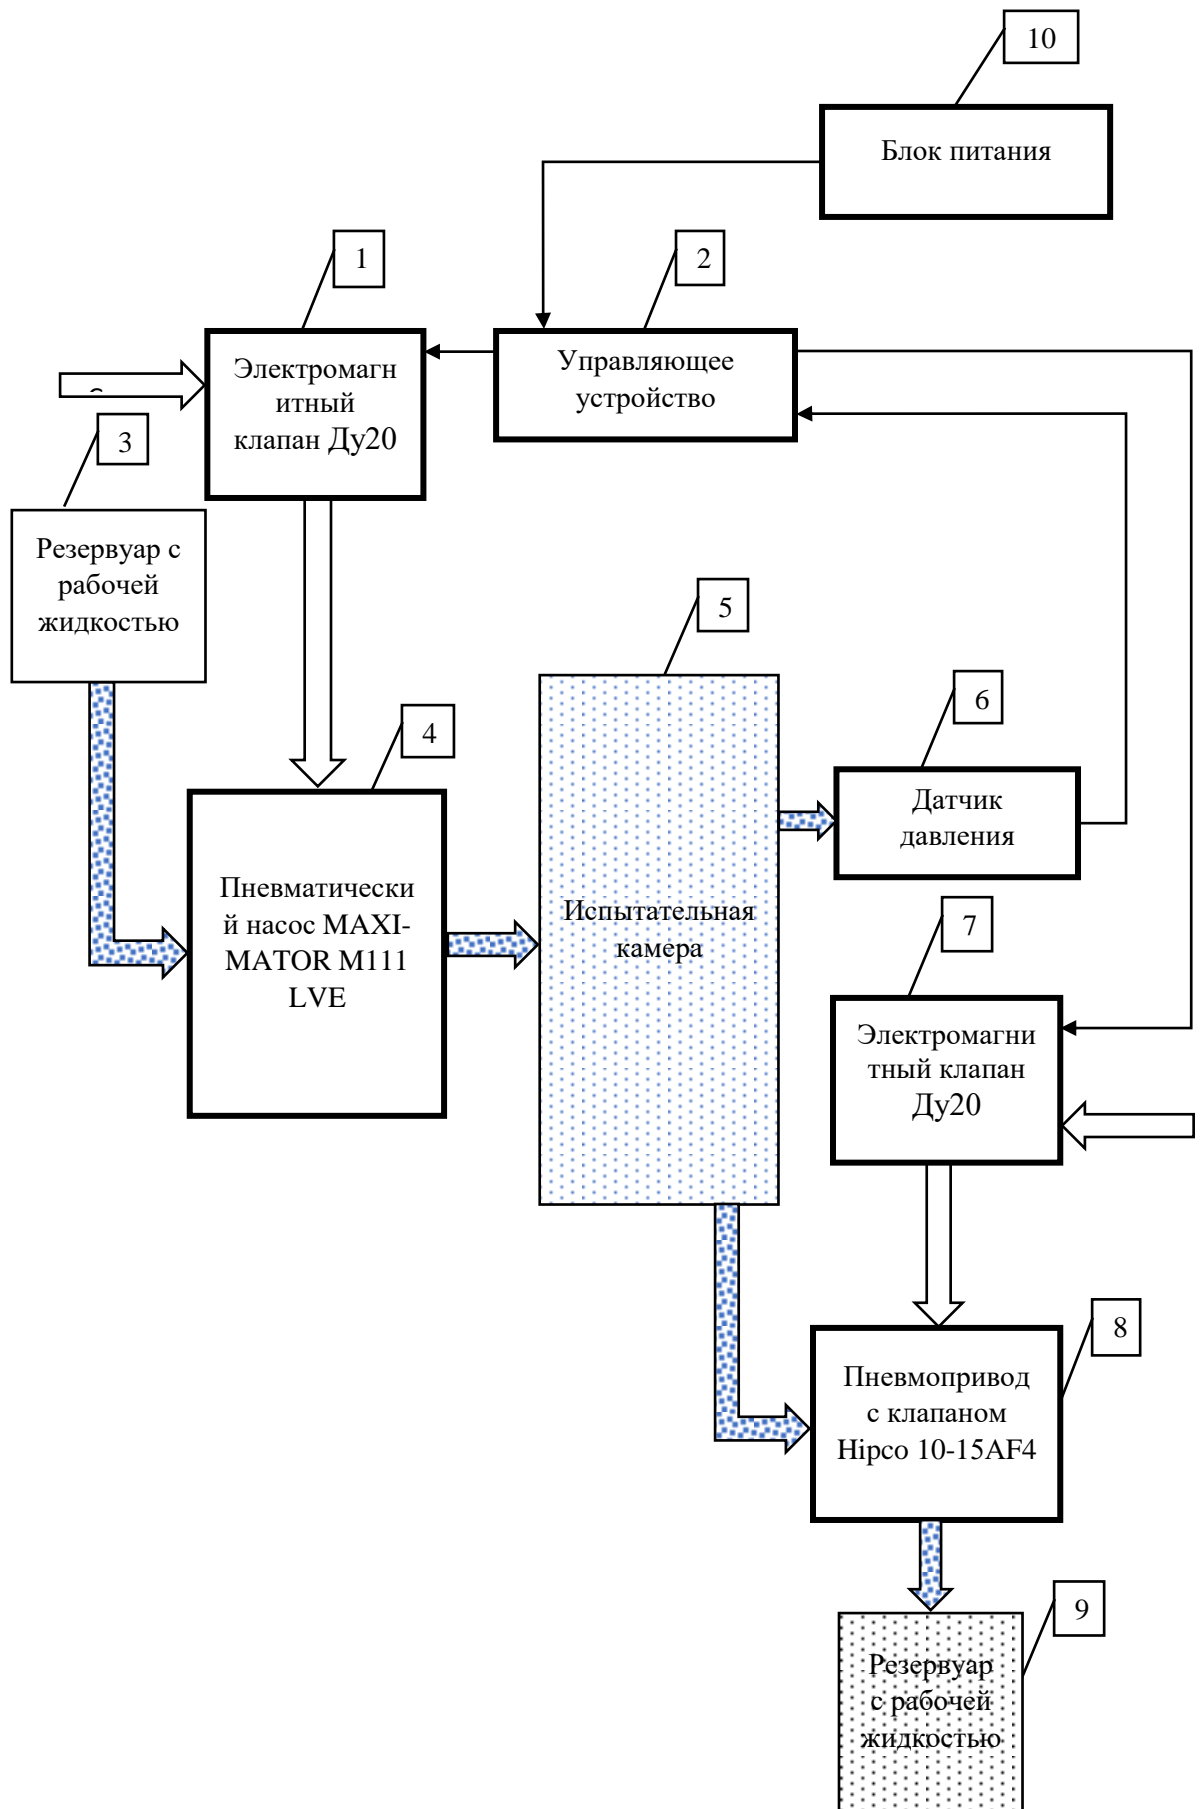 10
Блок питания
1
2
Электромагн
итный
клапан Ду20
Управляющее
устройство
3
Резервуар с
рабочей
жидкостью
5
6
4
Датчик
давления
Пневматически
й насос MAXI-
MATOR M111
LVE
Испытательная
камера
7
Электромагни
тный клапан
Ду20
8
Пневмопривод
с клапаном
Hipco 10-15AF4
9
Резервуар
с рабочей
жидкостью